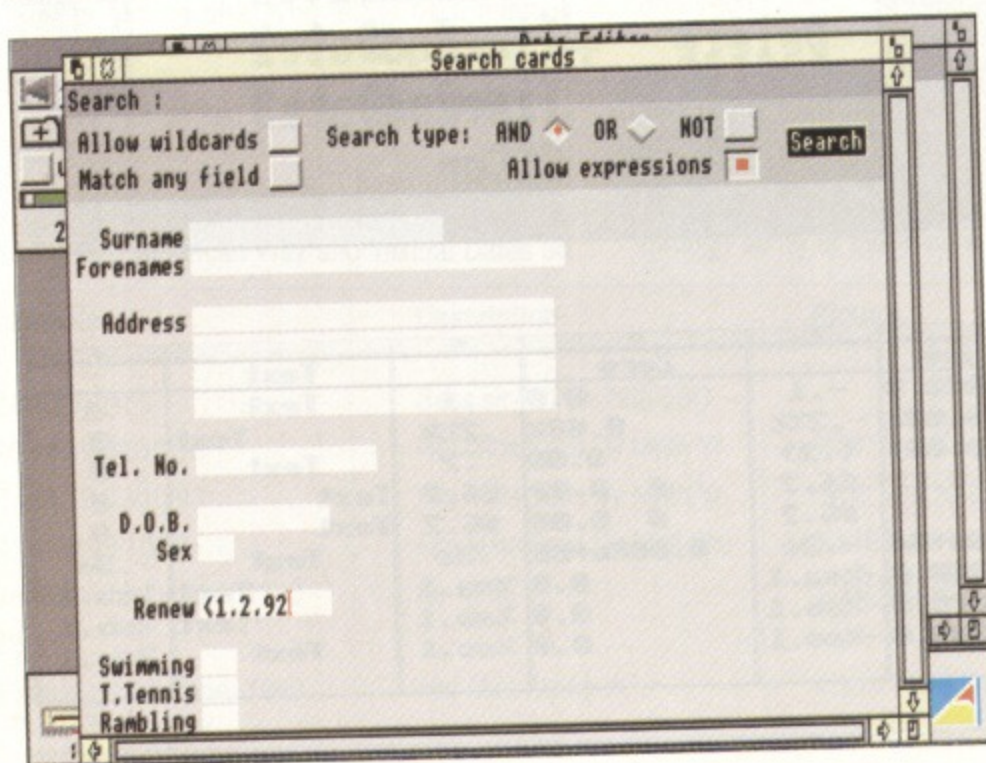 Search cards
Search :
Allow wildcards Search type: AND OR NOT Search
Match any field Allow expressions
Surname
Forenames
Address
Tel. No.
D.O.B.
Sex
Renew <1.2.92
Swimming
T.Tennis
Rambling